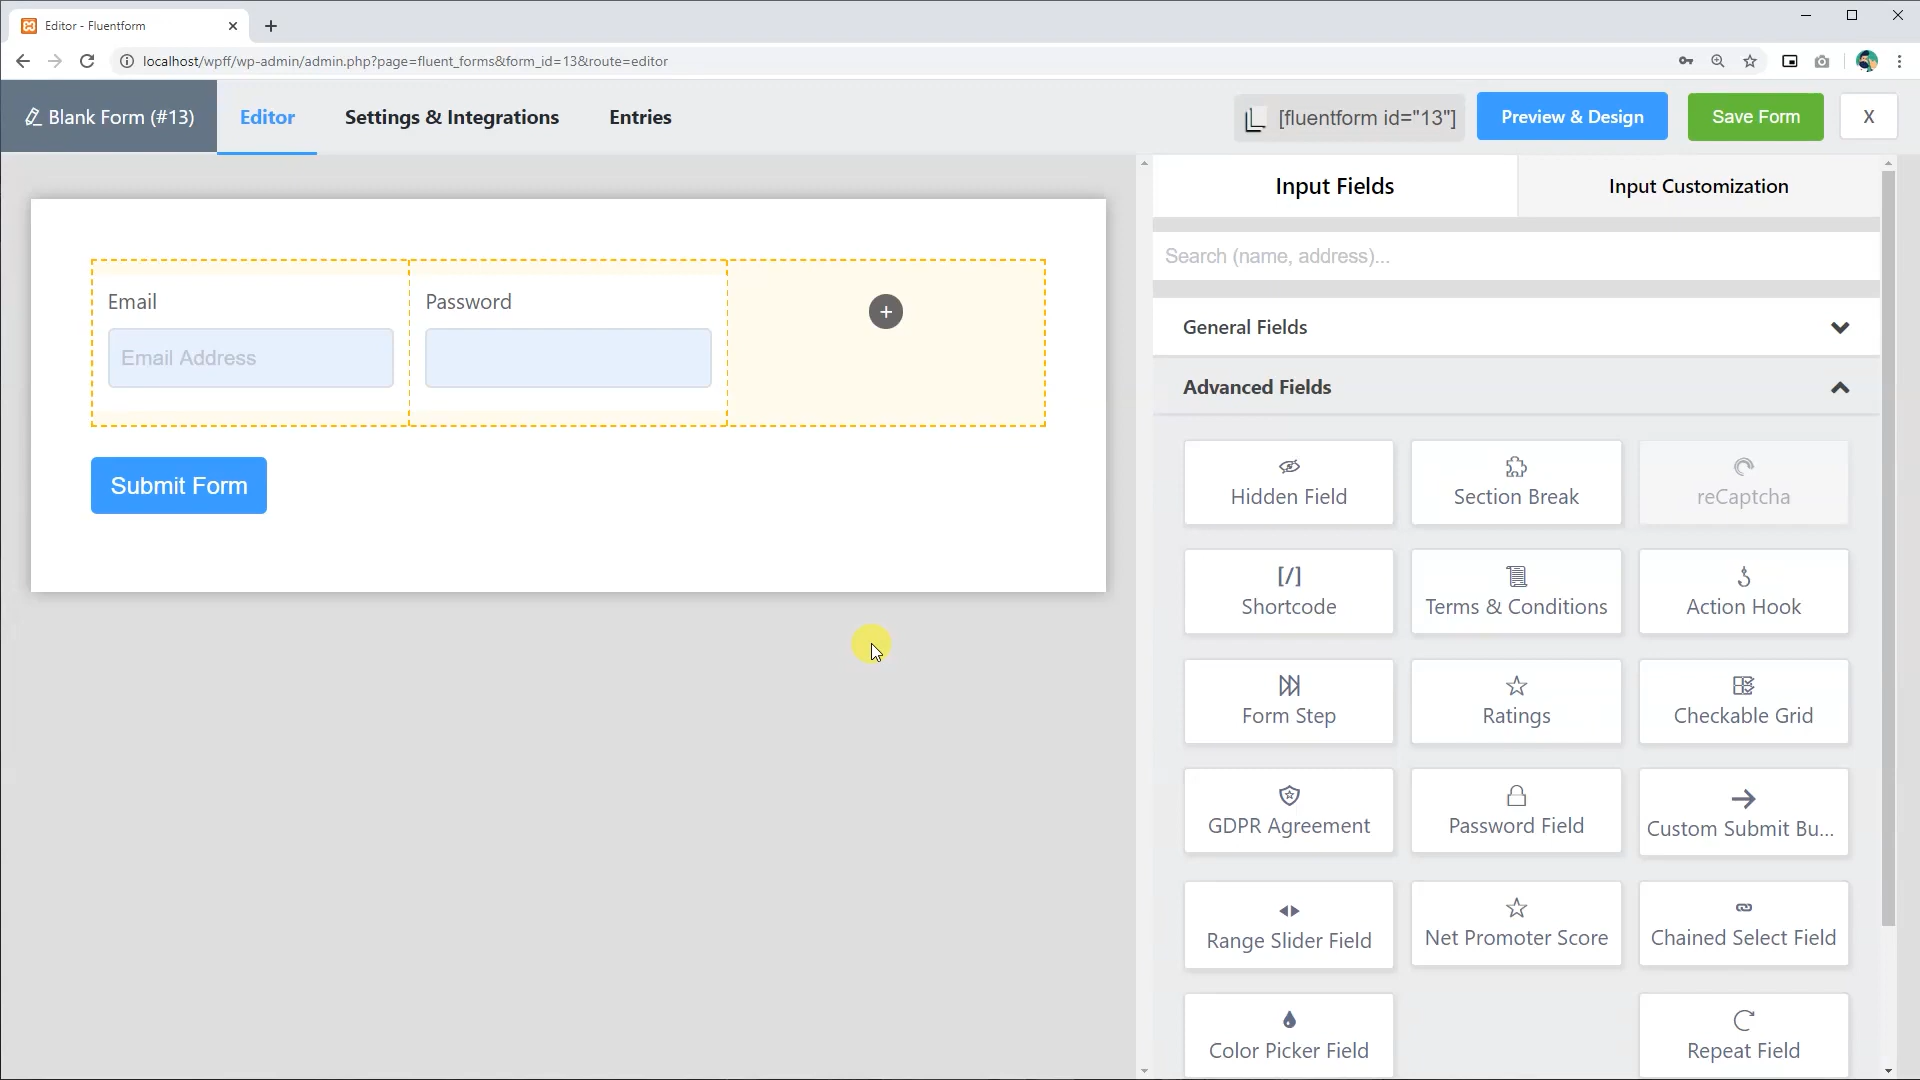 Editor - Fluentform
localhost/wpff/wp-admin/admin.php?page=fluent_forms&form_id=13&route=editor
Blank Form (#13)
Editor
Settings & Integrations
Entries
[fluentform id="13"]
Preview & Design
Save Form
X
Input Fields
Input Customization
Search (name, address)...
Email
Password
Email Address
Submit Form
General Fields
Advanced Fields
Hidden Field
Section Break
reCaptcha
[/]
Shortcode
Terms & Conditions
Action Hook
Form Step
Ratings
Checkable Grid
GDPR Agreement
Password Field
Custom Submit Bu...
Range Slider Field
Net Promoter Score
Chained Select Field
Color Picker Field
Repeat Field